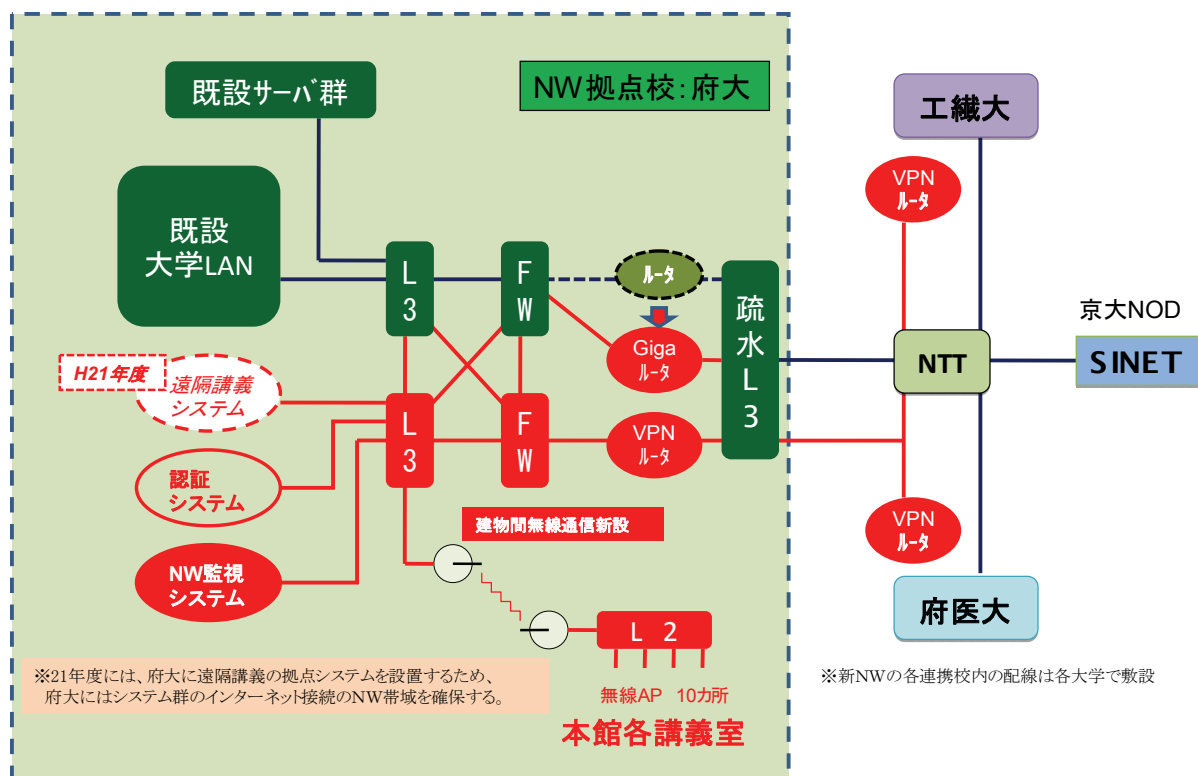 既設ｻｰﾊﾞ群
NW拠点校：府大
工繊大
VPN
ﾙｰﾀ
既設
大学LAN
L
3
F
W
ﾙｰﾀ
疏
水
L
3
京大NOD
Giga
ﾙｰﾀ
NTT
SINET
H21年度
遠隔講義
システム
L
3
F
W
VPN
ﾙｰﾀ
認証
システム
建物間無線通信新設
VPN
ﾙｰﾀ
NW監視
システム
府医大
L 2
※21年度には、府大に遠隔講義の拠点システムを設置するため、
府大にはシステム群のインターネット接続のNW帯域を確保する。
※新NWの各連携校内の配線は各大学で敷設
無線AP 10カ所
本館各講義室